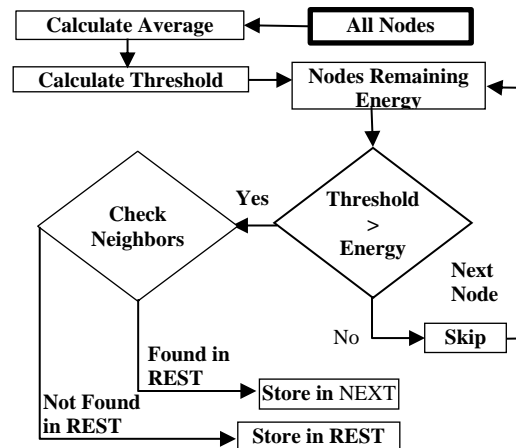 Calculate Average
All Nodes
Calculate Threshold
Nodes Remaining
Energy
Yes
Threshold
>
Energy
Check
Neighbors
Next
Node
No
Skip
Found in
REST
Store in NEXT
Not Found
in REST
Store in REST